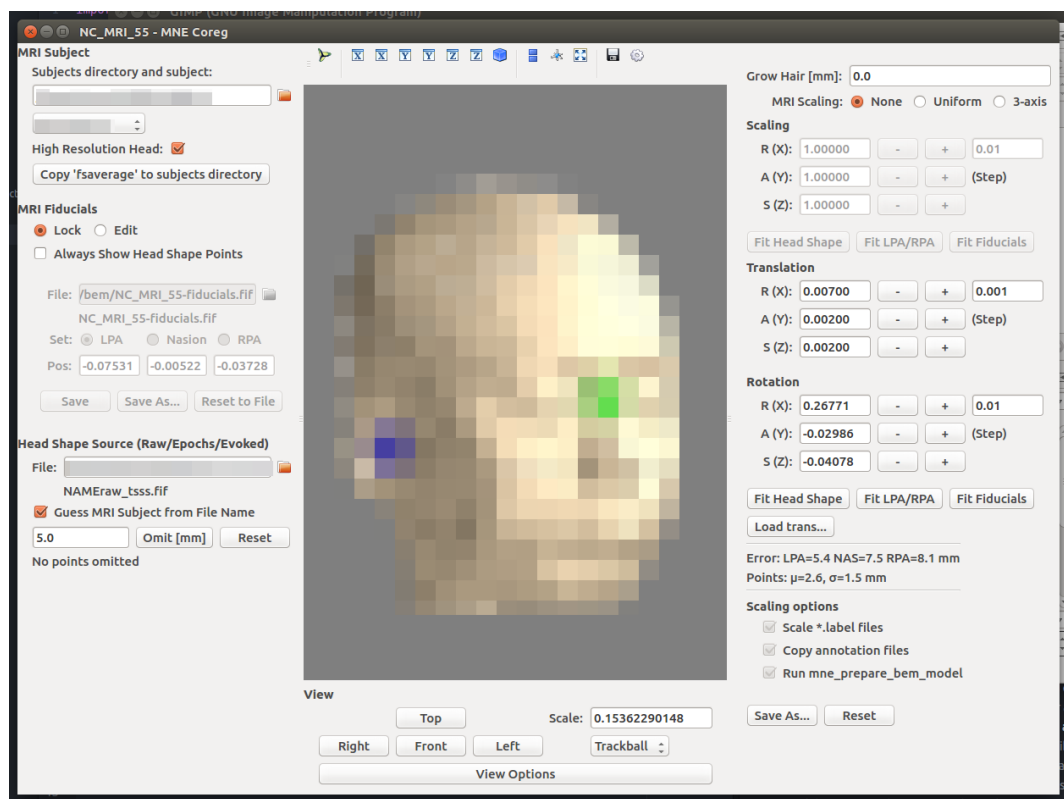 GIMP (GNU Image Manipulation Program)
NC_MRI_55 - MNE Coreg
MRI Subject
Subjects directory and subject:
High Resolution Head:
Copy 'fsaverage' to subjects directory
MRI Fiducials
Lock Edit
Always Show Head Shape Points
File: /bem/NC_MRI_55-fiducials.fif
NC_MRI_55-fiducials.fif
Set: LPA Nasion RPA
Pos: -0.07531 -0.00522 -0.03728
Save Save As... Reset to File
Head Shape Source (Raw/Epochs/Evoked)
File:
NAMEraw_tsss.fif
Guess MRI Subject from File Name
5.0 Omit [mm] Reset
No points omitted
X X Y Y Z Z
View
Top Scale: 0.15362290148
Right Front Left Trackball
View Options
Grow Hair [mm]: 0.0
MRI Scaling: None Uniform 3-axis
Scaling
R (X): 1.00000 - + 0.01
A (Y): 1.00000 - + (Step)
S (Z): 1.00000 - +
Fit Head Shape Fit LPA/RPA Fit Fiducials
Translation
R (X): 0.00700 - + 0.001
A (Y): 0.00200 - + (Step)
S (Z): 0.00200 - +
Rotation
R (X): 0.26771 - + 0.01
A (Y): -0.02986 - + (Step)
S (Z): -0.04078 - +
Fit Head Shape Fit LPA/RPA Fit Fiducials
Load trans...
Error: LPA=5.4 NAS=7.5 RPA=8.1 mm
Points: μ=2.6, σ=1.5 mm
Scaling options
Scale *.label files
Copy annotation files
Run mne_prepare_bem_model
Save As... Reset